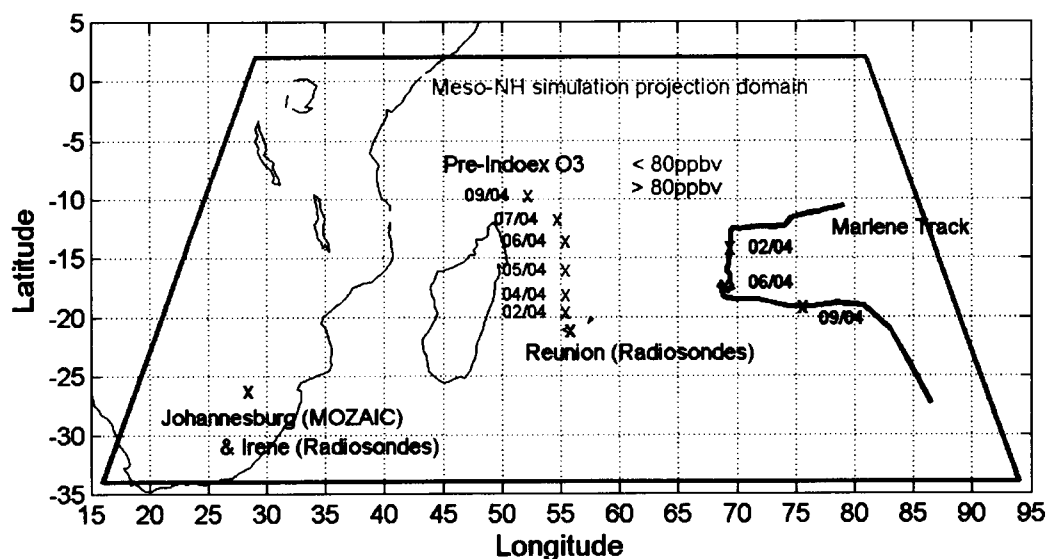 5
0
-5
-10
-15
-20
-25
-30
-35
Latitude
Meso-NH simulation projection domain
Pre-Indoex O3 < 80ppbv
> 80ppbv
09/04
07/04
06/04
05/04
04/04
02/04
Reunion (Radiosondes)
Marlene Track
02/04
06/04
09/04
Johannesburg (MOZAIC)
& Irene (Radiosondes)
15 20 25 30 35 40 45 50 55 60 65 70 75 80 85 90 95
Longitude